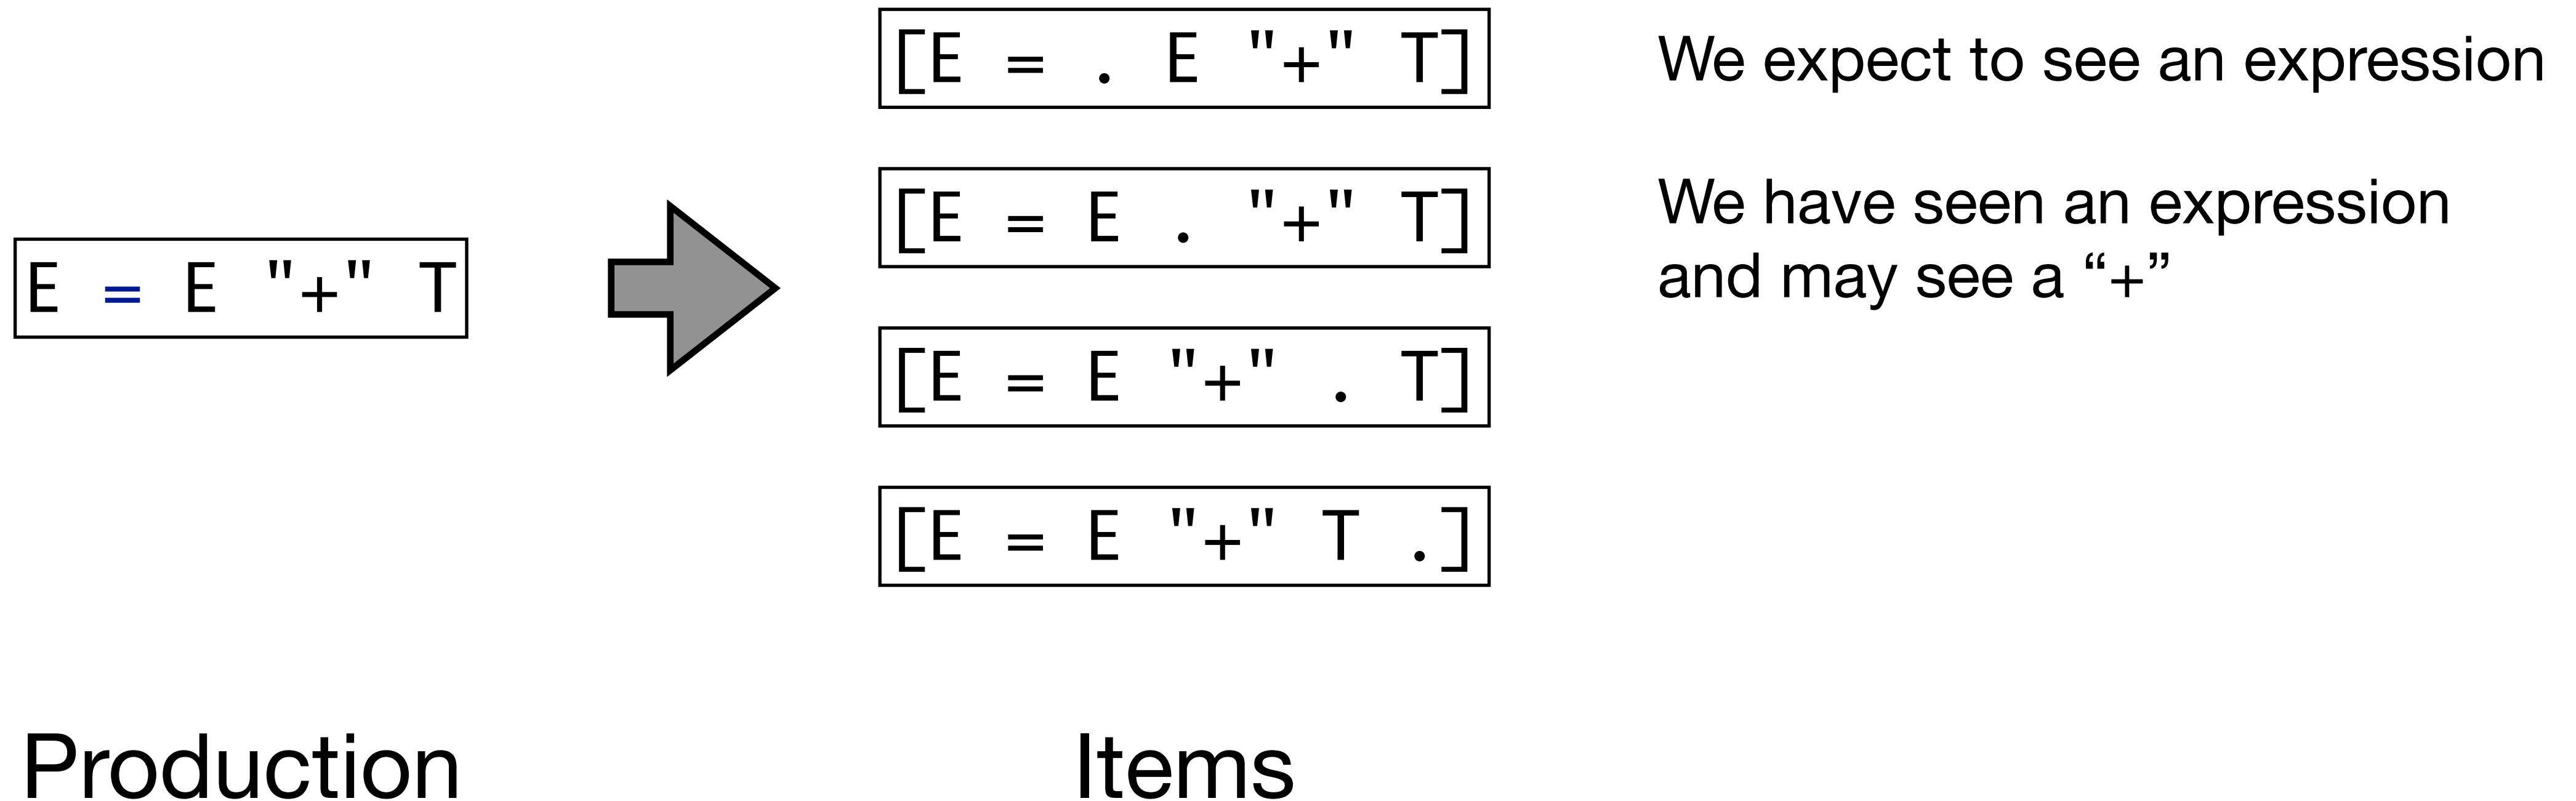 [E = . E "+" T]
We expect to see an expression
[E = E . "+" T]
We have seen an expression
and may see a “+”
E = E "+" T
[E = E "+" . T]
[E = E "+" T .]
Production
Items